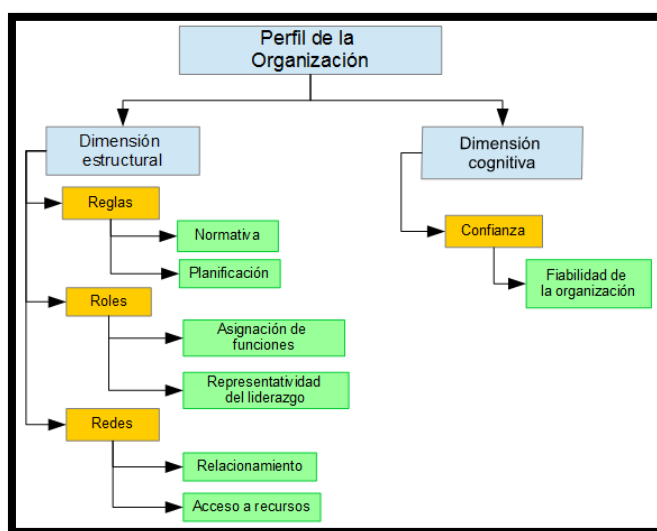 Perfil de la
Organización
Dimensión
estructural
Dimensión
cognitiva
Reglas
Normativa
Planificación
Confianza
Fiabilidad de
la organización
Roles
Asignación de
funciones
Representatividad
del liderazgo
Redes
Relacionamiento
Acceso a recursos